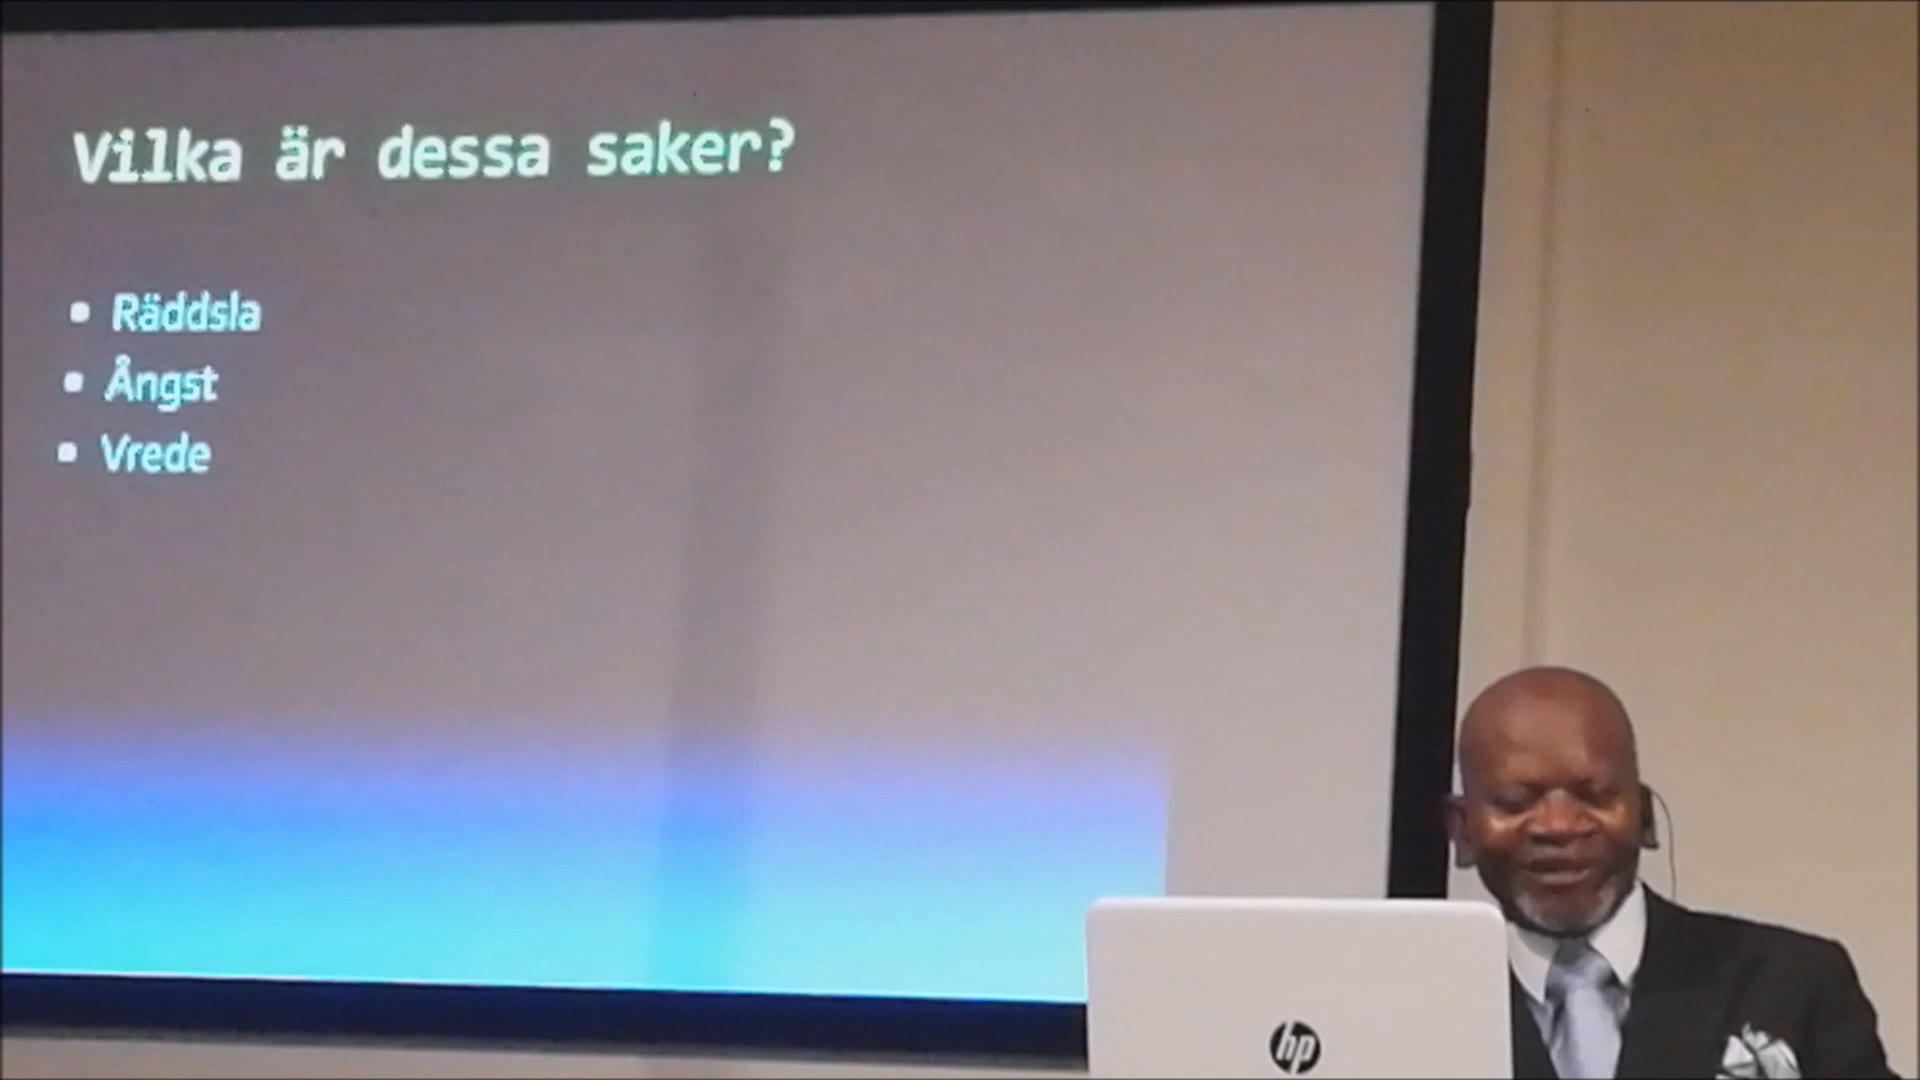 Vilka är dessa saker?
• Räddsla
• Ångst
• Vrede
hp